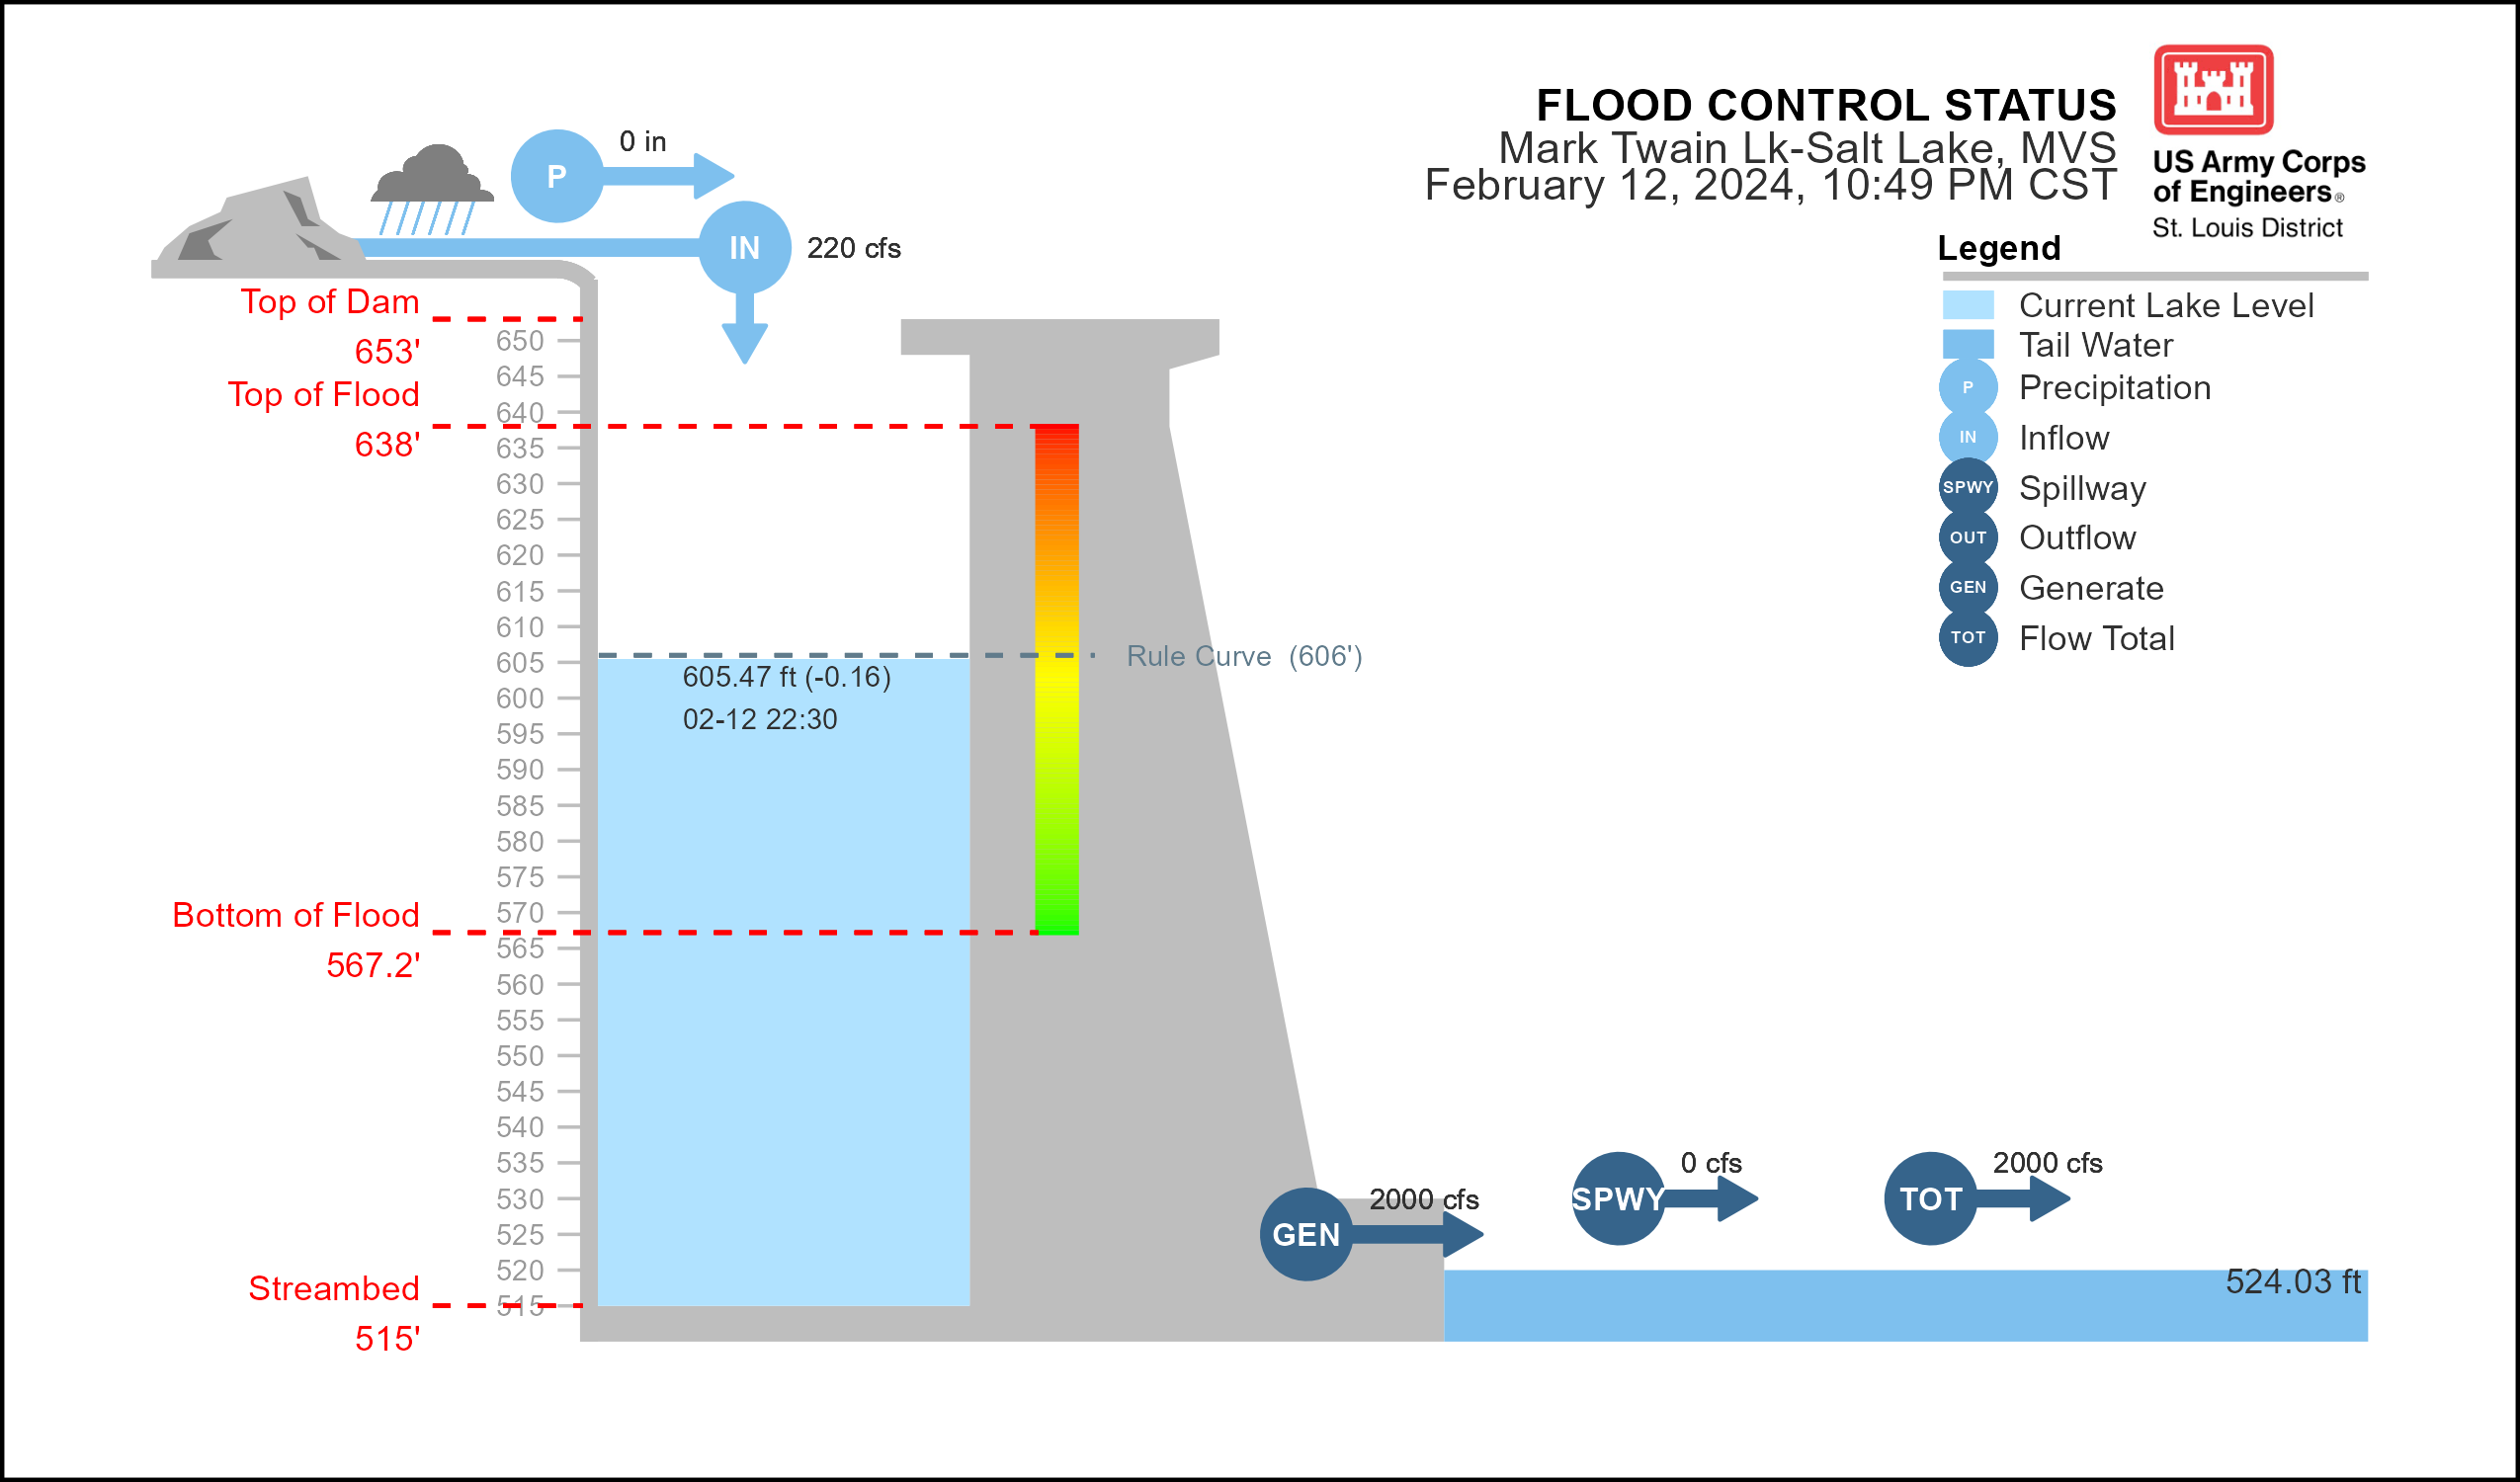 FLOOD CONTROL STATUS
Mark Twain Lk-Salt Lake, MVS
February 12, 2024, 10:49 PM CST
US Army Corps
of Engineers®
St. Louis District
P
0 in
IN
220 cfs
Legend
Current Lake Level
Tail Water
P Precipitation
IN Inflow
SPWY Spillway
OUT Outflow
GEN Generate
TOT Flow Total
Top of Dam
653'
Top of Flood
638'
Bottom of Flood
567.2'
Streambed
515'
650
645
640
635
630
625
620
615
610
605
600
595
590
585
580
575
570
565
560
555
550
545
540
535
530
525
520
515
Rule Curve (606')
605.47 ft (-0.16)
02-12 22:30
GEN
2000 cfs
SPWY
0 cfs
TOT
2000 cfs
524.03 ft